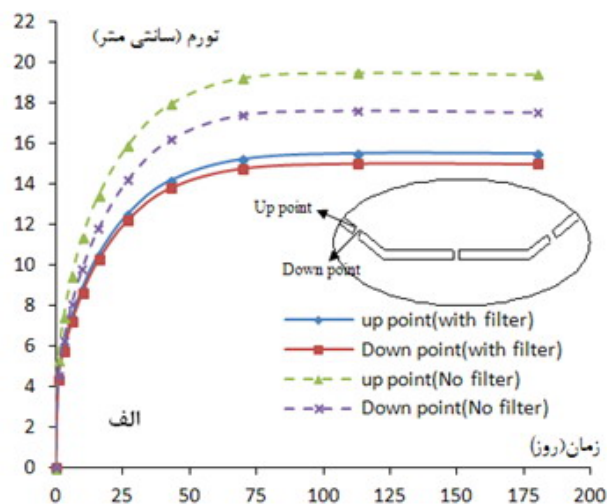 تورم (سانتی متر)
22
20
18
16
14
12
10
8
6
4
2
0
Up point
Down point
up point(with filter)
Down point(with filter)
up point(No filter)
Down point(No filter)
الف
زمان(روز)
0 25 50 75 100 125 150 175 200